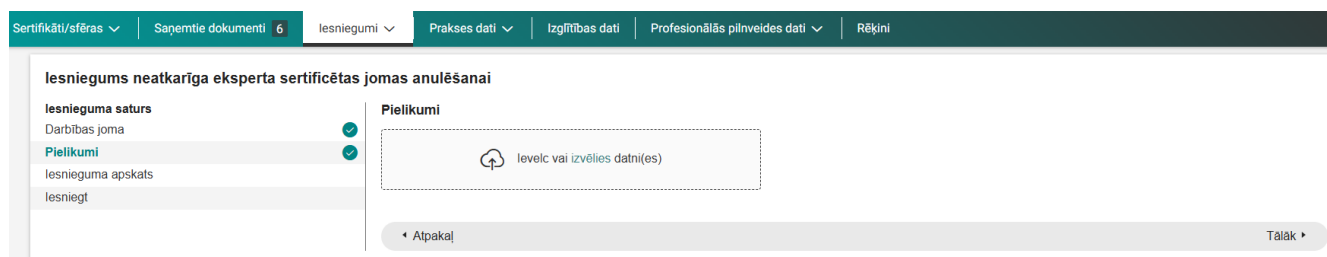 Sertifikāti/sfēras Saņemtie dokumenti 6 Iesniegumi Prakses dati Izglītības dati Profesionālās pilnveides dati Rēķini
Iesniegums neatkarīga eksperta sertificētas jomas anulēšanai
Iesnieguma saturs
Darbības joma
Pielikumi
Iesnieguma apskats
Iesniegt
Pielikumi
Ievelc vai izvēlies datni(es)
Atpakaļ Tālāk